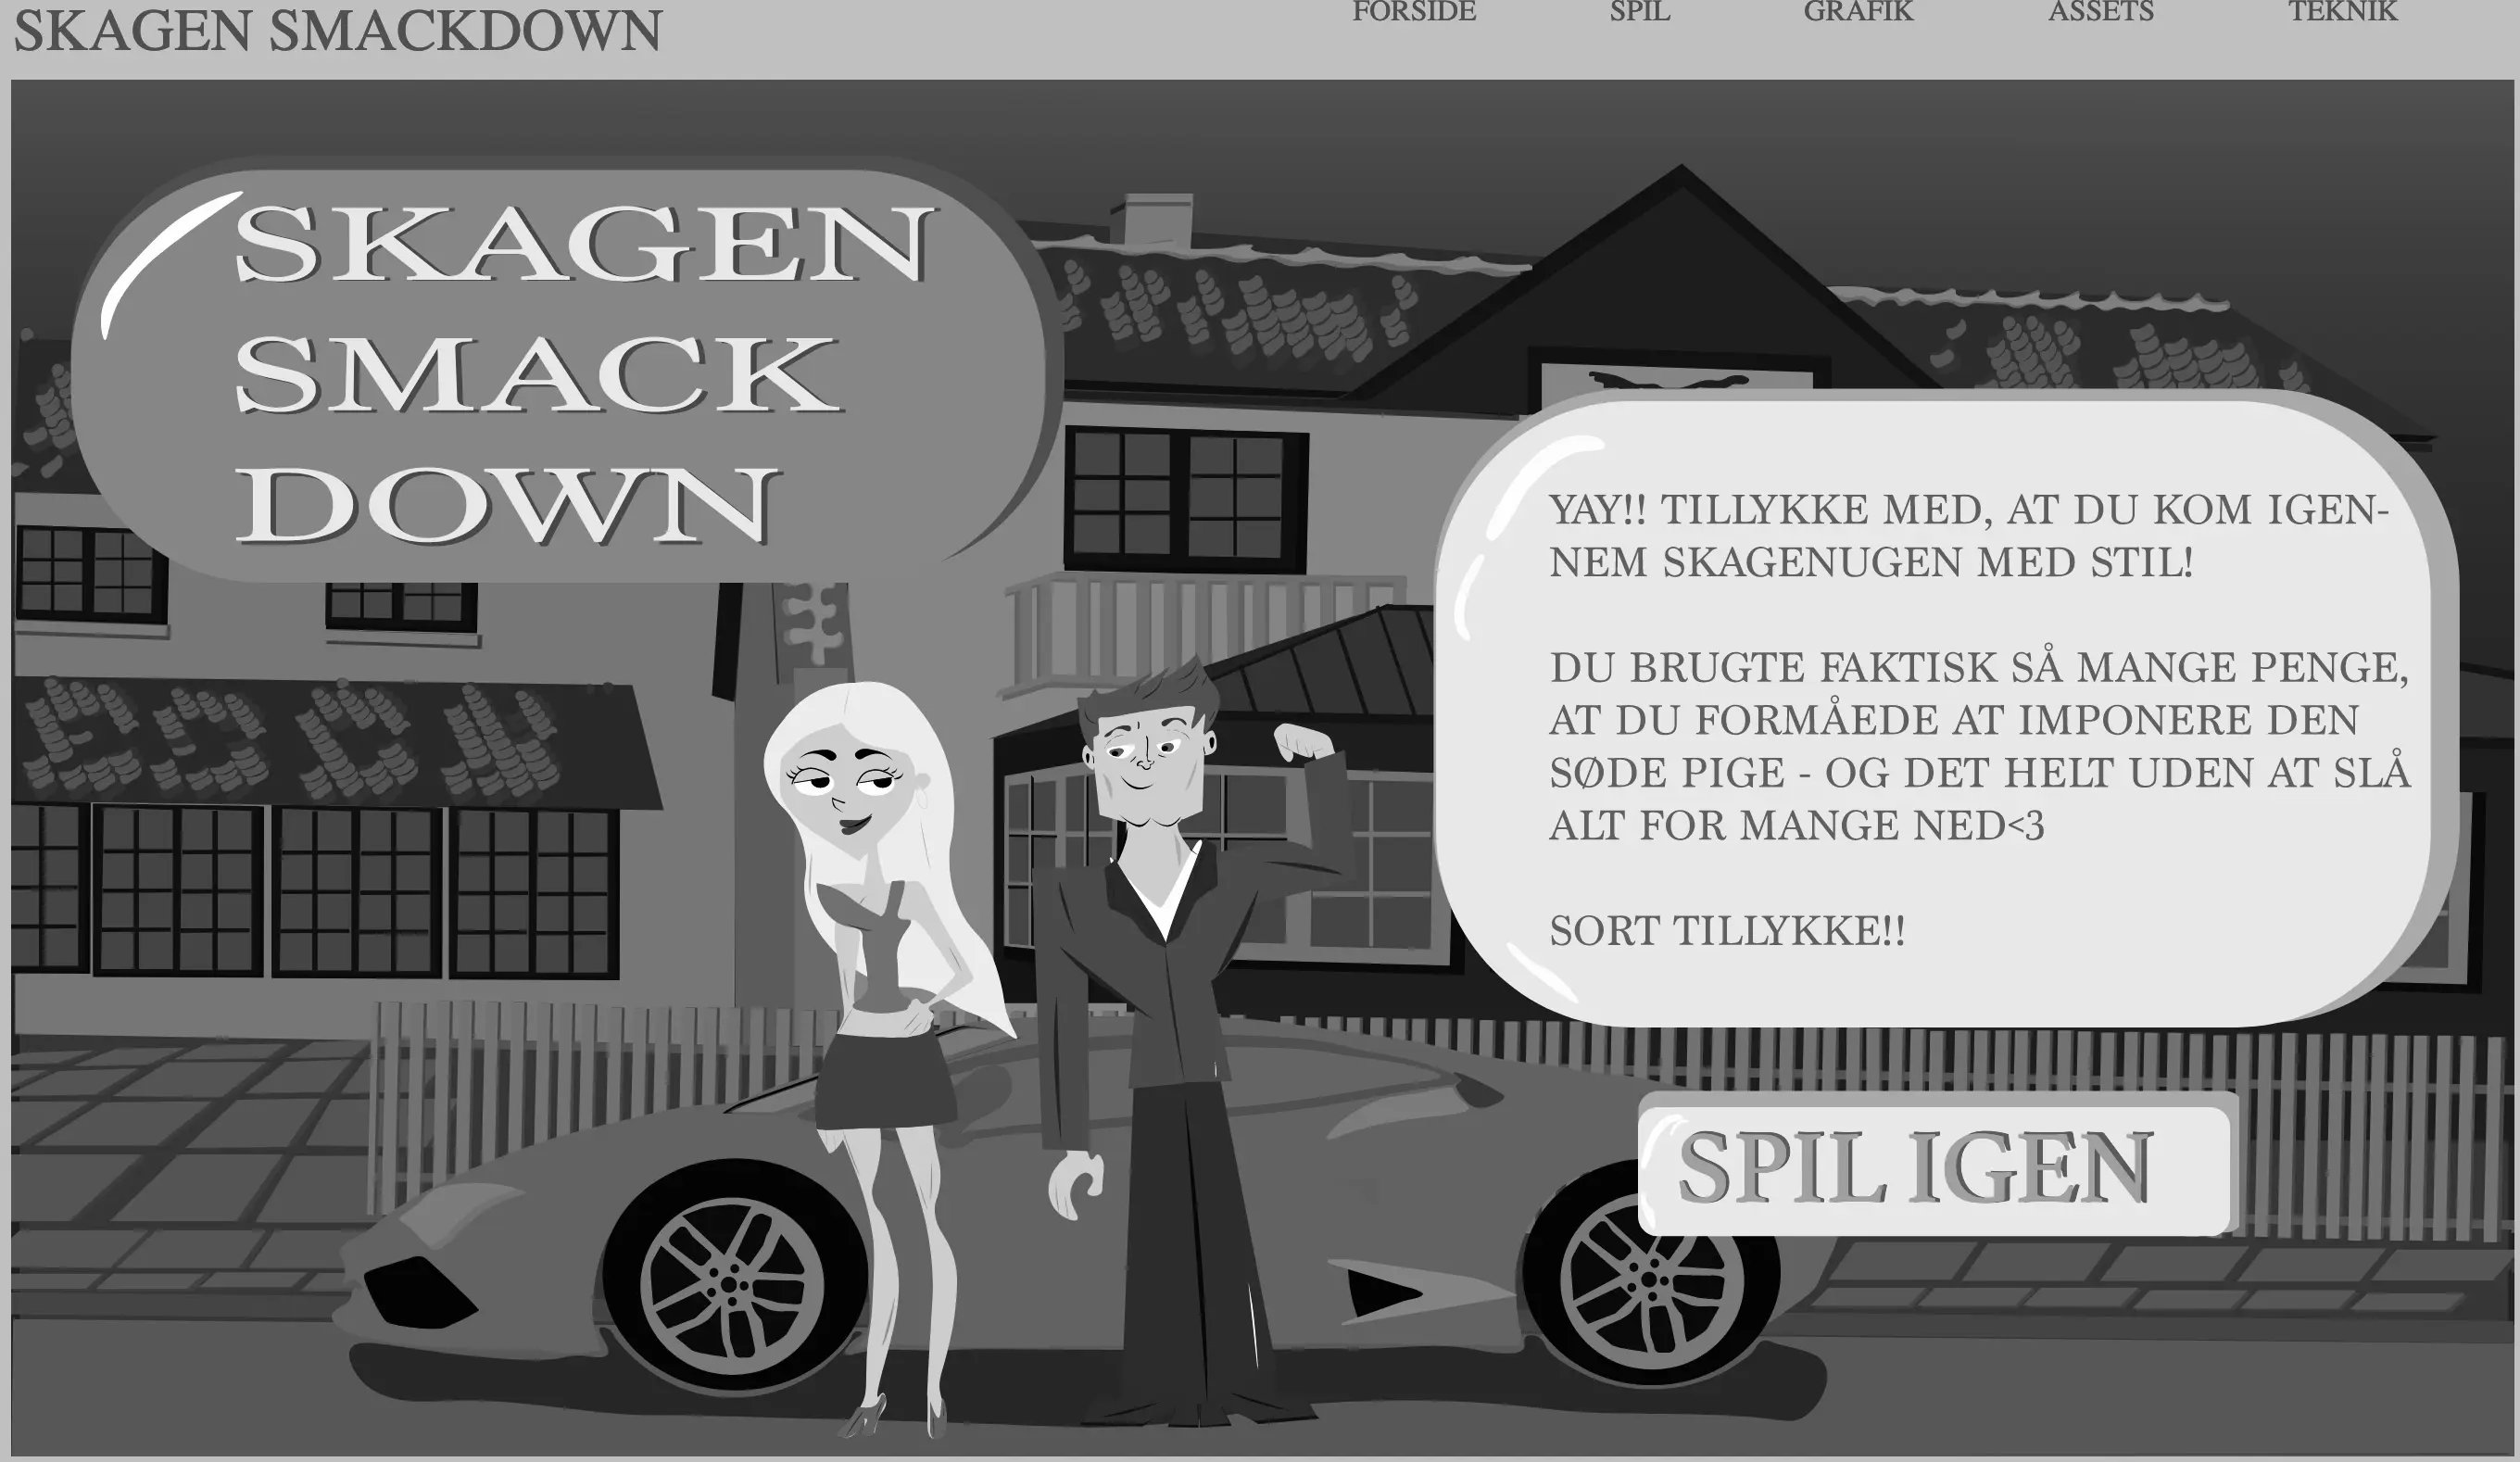 SKAGEN SMACKDOWN
FORSIDE SPIL GRAFIK ASSETS TEKNIK
SKAGEN
SMACK
DOWN
YAY!! TILLYKKE MED, AT DU KOM IGEN-
NEM SKAGENUGEN MED STIL!
DU BRUGTE FAKTISK SÅ MANGE PENGE,
AT DU FORMÅEDE AT IMPONERE DEN
SØDE PIGE - OG DET HELT UDEN AT SLÅ
ALT FOR MANGE NED<3
SORT TILLYKKE!!
SPIL IGEN